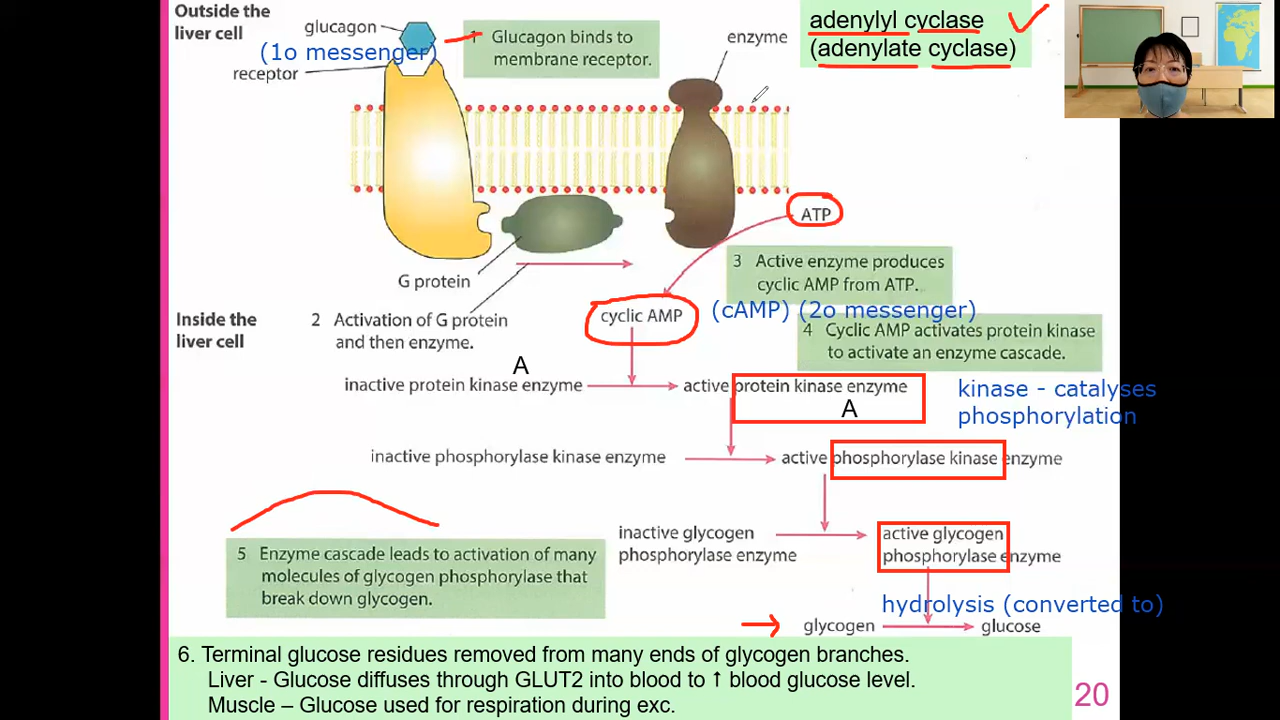 Outside the
liver cell
glucagon
(1o messenger)
receptor
1 Glucagon binds to
membrane receptor.
enzyme
adenylyl cyclase
(adenylate cyclase)
ATP
G protein
3 Active enzyme produces
cyclic AMP from ATP.
Inside the
liver cell
2 Activation of G protein
and then enzyme.
cyclic AMP
(cAMP) (2o messenger)
4 Cyclic AMP activates protein kinase
to activate an enzyme cascade.
A
inactive protein kinase enzyme
active protein kinase enzyme
A
kinase - catalyses
phosphorylation
inactive phosphorylase kinase enzyme
active phosphorylase kinase enzyme
inactive glycogen
phosphorylase enzyme
active glycogen
phosphorylase enzyme
5 Enzyme cascade leads to activation of many
molecules of glycogen phosphorylase that
break down glycogen.
hydrolysis (converted to)
glycogen
glucose
6. Terminal glucose residues removed from many ends of glycogen branches.
Liver - Glucose diffuses through GLUT2 into blood to ↑ blood glucose level.
Muscle – Glucose used for respiration during exc.
20